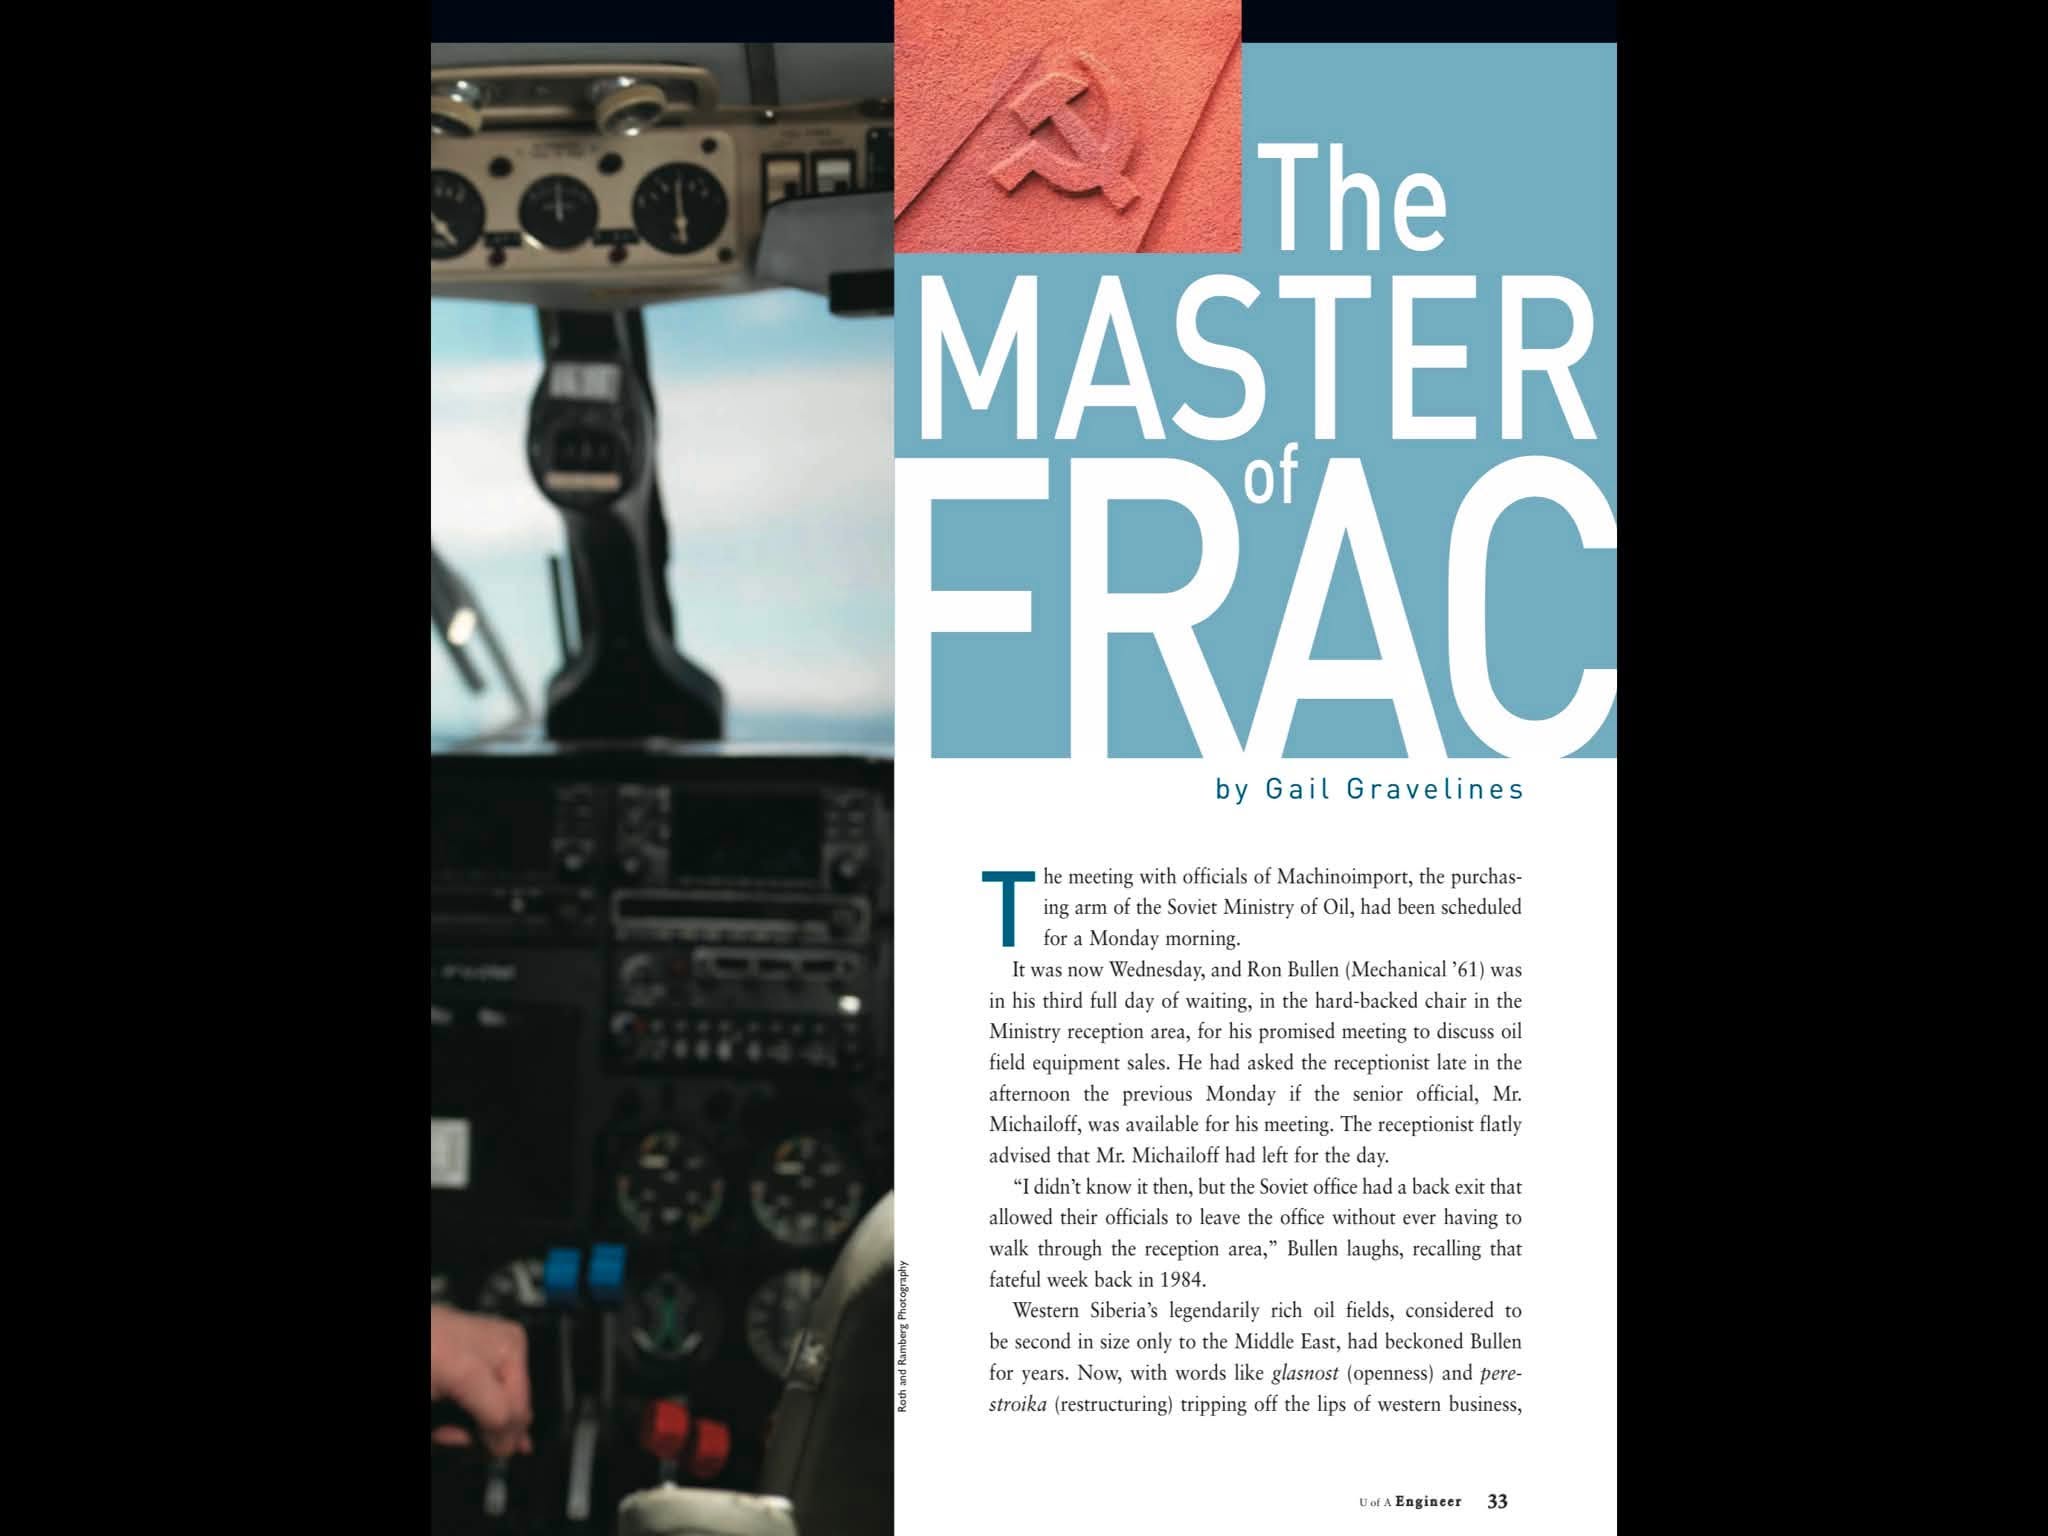 The
MASTER
of
FRAC
by Gail Gravelines
The meeting with officials of Machinoimport, the purchas-
ing arm of the Soviet Ministry of Oil, had been scheduled
for a Monday morning.
It was now Wednesday, and Ron Bullen (Mechanical ’61) was
in his third full day of waiting, in the hard-backed chair in the
Ministry reception area, for his promised meeting to discuss oil
field equipment sales. He had asked the receptionist late in the
afternoon the previous Monday if the senior official, Mr.
Michailoff, was available for his meeting. The receptionist flatly
advised that Mr. Michailoff had left for the day.
“I didn’t know it then, but the Soviet office had a back exit that
allowed their officials to leave the office without ever having to
walk through the reception area,” Bullen laughs, recalling that
fateful week back in 1984.
Western Siberia’s legendarily rich oil fields, considered to
be second in size only to the Middle East, had beckoned Bullen
for years. Now, with words like glasnost (openness) and pere-
stroika (restructuring) tripping off the lips of western business,
Roth and Ramberg Photography
U of A Engineer 33